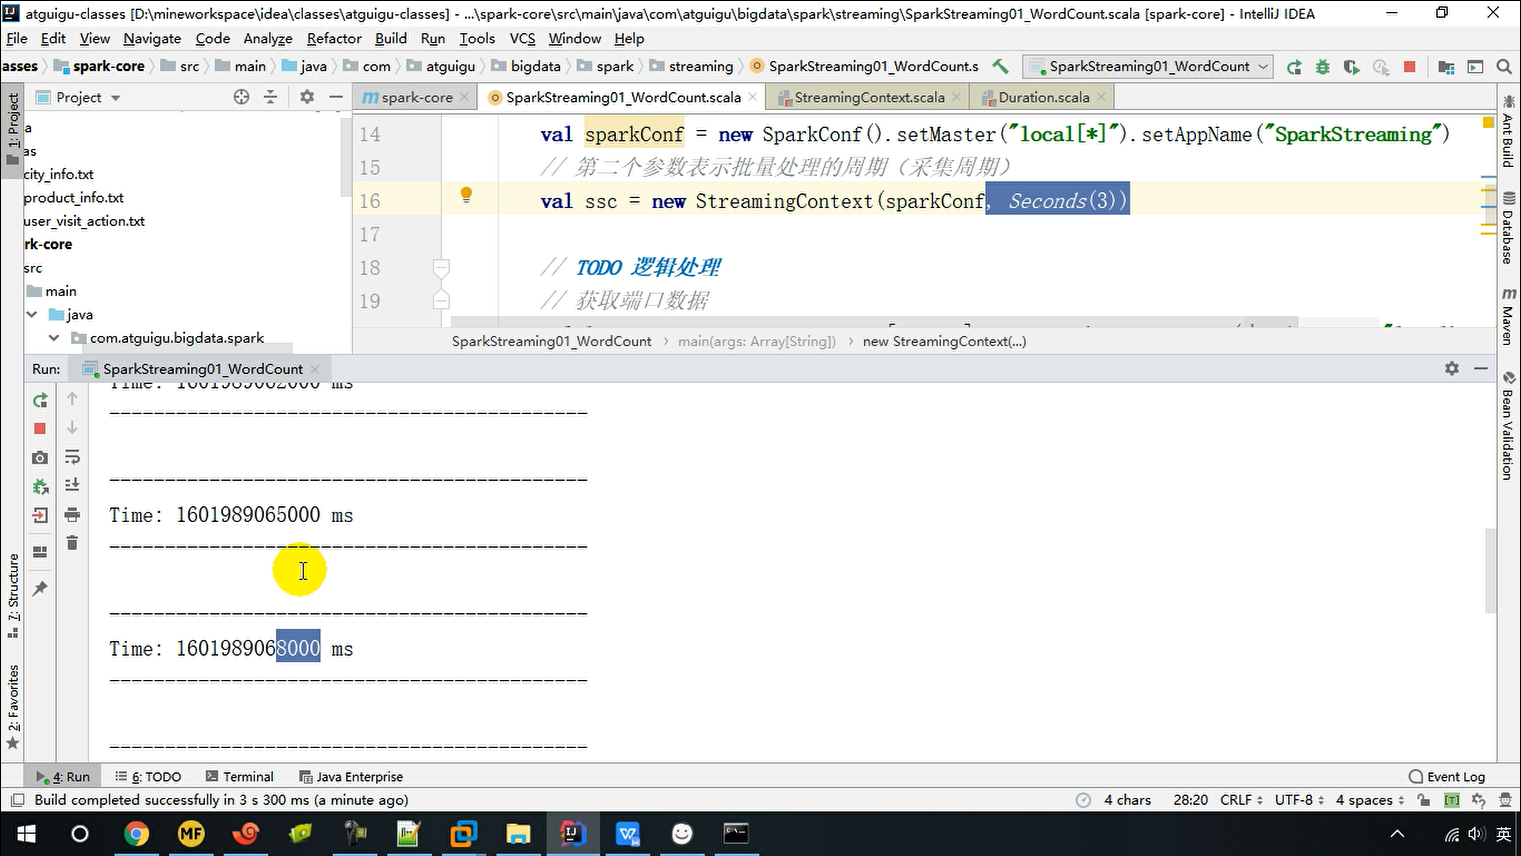 atguigu-classes [D:\mineworkspace\idea\classes\atguigu-classes] - ...\spark-core\src\main\java\com\atguigu\bigdata\spark\streaming\SparkStreaming01_WordCount.scala [spark-core] - IntelliJ IDEA
File Edit View Navigate Code Analyze Refactor Build Run Tools VCS Window Help
asses spark-core src main java com atguigu bigdata spark streaming SparkStreaming01_WordCount.s SparkStreaming01_WordCount
Project spark-core SparkStreaming01_WordCount.scala StreamingContext.scala Duration.scala
1: Project
7: Structure
2: Favorites
Ant Build
Database
Maven
Bean Validation
a
as
city_info.txt
product_info.txt
user_visit_action.txt
rk-core
src
main
java
com.atguigu.bigdata.spark
14 val sparkConf = new SparkConf().setMaster("local[*]").setAppName("SparkStreaming")
15 // 第二个参数表示批量处理的周期（采集周期）
16 val ssc = new StreamingContext(sparkConf, Seconds(3))
17
18 // TODO 逻辑处理
19 // 获取端口数据
SparkStreaming01_WordCount main(args: Array[String]) new StreamingContext(...)
Run: SparkStreaming01_WordCount
Time: 1601989062000 ms
-------------------------------------------
-------------------------------------------
Time: 1601989065000 ms
-------------------------------------------
-------------------------------------------
Time: 1601989068000 ms
-------------------------------------------
-------------------------------------------
4: Run 6: TODO Terminal Java Enterprise Event Log
Build completed successfully in 3 s 300 ms (a minute ago) 4 chars 28:20 CRLF UTF-8 4 spaces
英